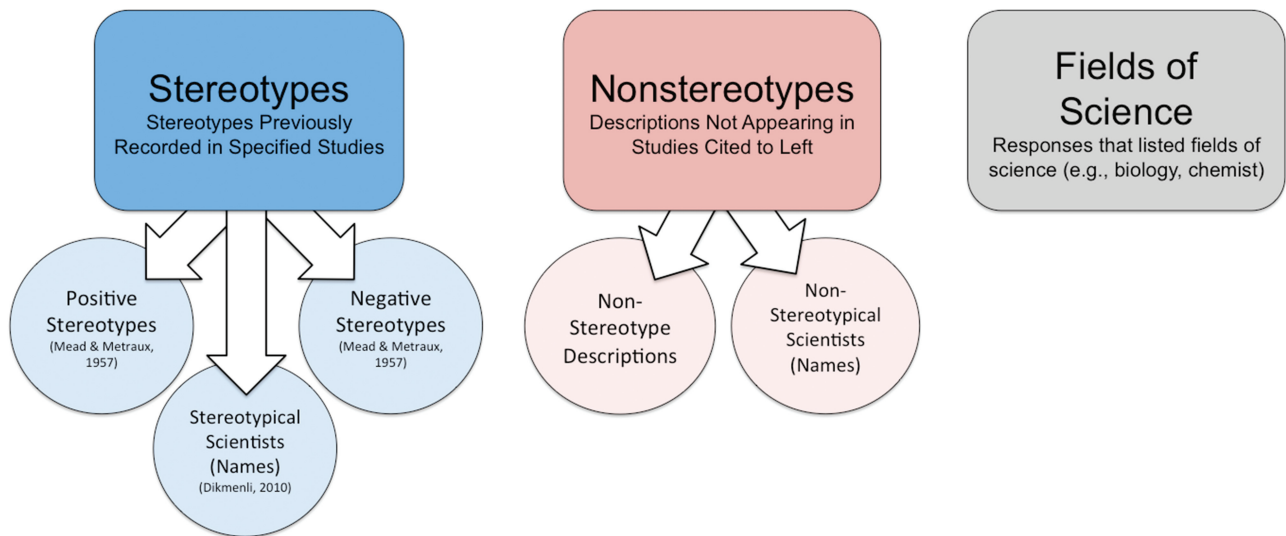 Stereotypes
Stereotypes Previously
Recorded in Specified Studies
Positive
Stereotypes
(Mead & Metraux,
1957)
Stereotypical
Scientists
(Names)
(Dikmenli, 2010)
Negative
Stereotypes
(Mead & Metraux,
1957)
Nonstereotypes
Descriptions Not Appearing in
Studies Cited to Left
Non-
Stereotype
Descriptions
Non-
Stereotypical
Scientists
(Names)
Fields of
Science
Responses that listed fields of
science (e.g., biology, chemist)